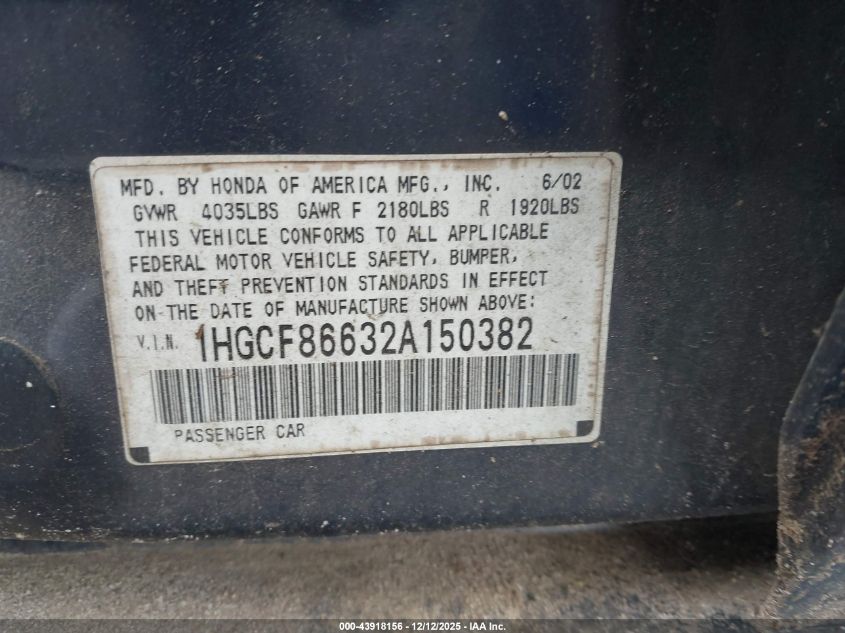 MFD. BY HONDA OF AMERICA MFG., INC. 6/02
GVWR 4035LBS GAWR F 2180LBS R 1920LBS
THIS VEHICLE CONFORMS TO ALL APPLICABLE
FEDERAL MOTOR VEHICLE SAFETY, BUMPER,
AND THEFT PREVENTION STANDARDS IN EFFECT
ON THE DATE OF MANUFACTURE SHOWN ABOVE:
V.I.N. 1HGCF86632A150382
PASSENGER CAR
000-43918156 - 12/12/2025 - IAA Inc.